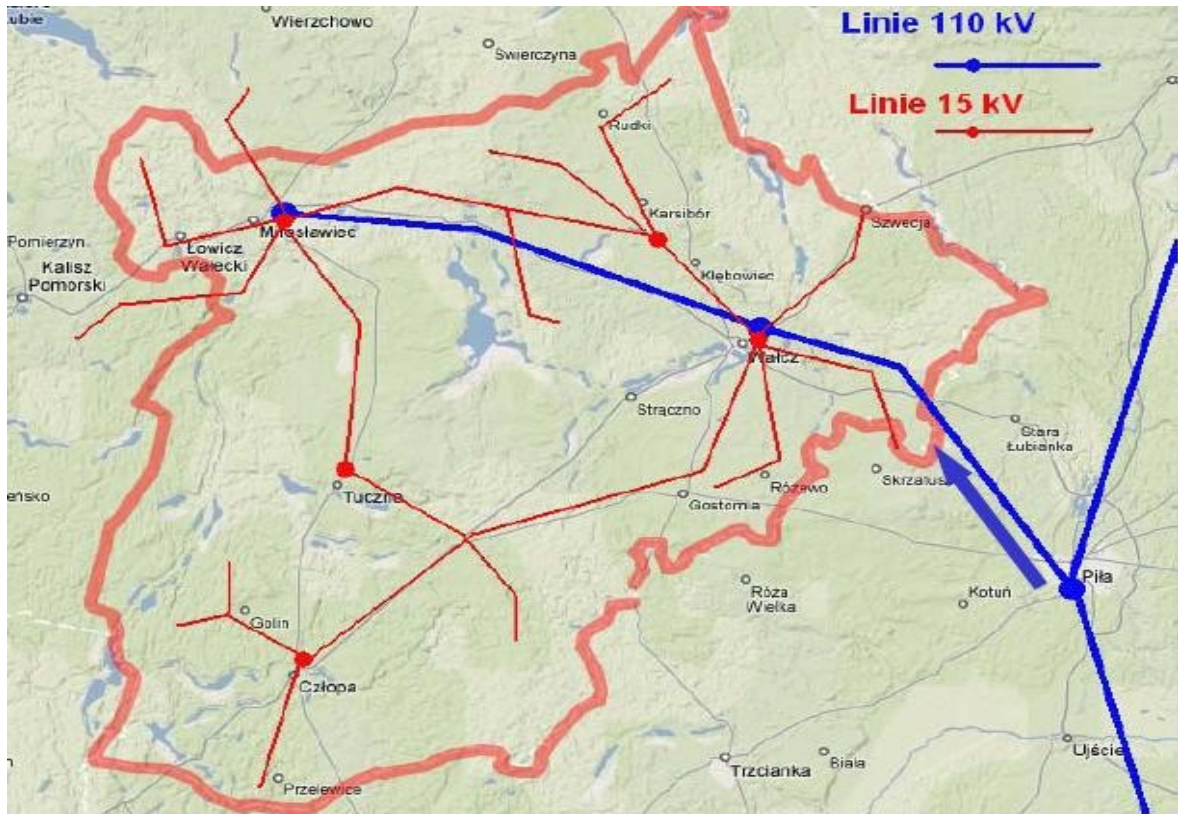 Wierzchowo
Świerczyna
Linie 110 kV
Linie 15 kV
Rudki
Karsibór
Szwecja
Mirosławiec
Pomierzyn
Łowicz
Wałecki
Kalisz
Pomorski
Kłębowiec
Wałcz
Strączno
Stara
Łubianka
Tuczno
Różewo
Skrzatusz
Gostomia
Piła
Róża
Wielka
Kotuń
Golin
Człopa
Trzcianka
Biała
Ujście
Przelewice